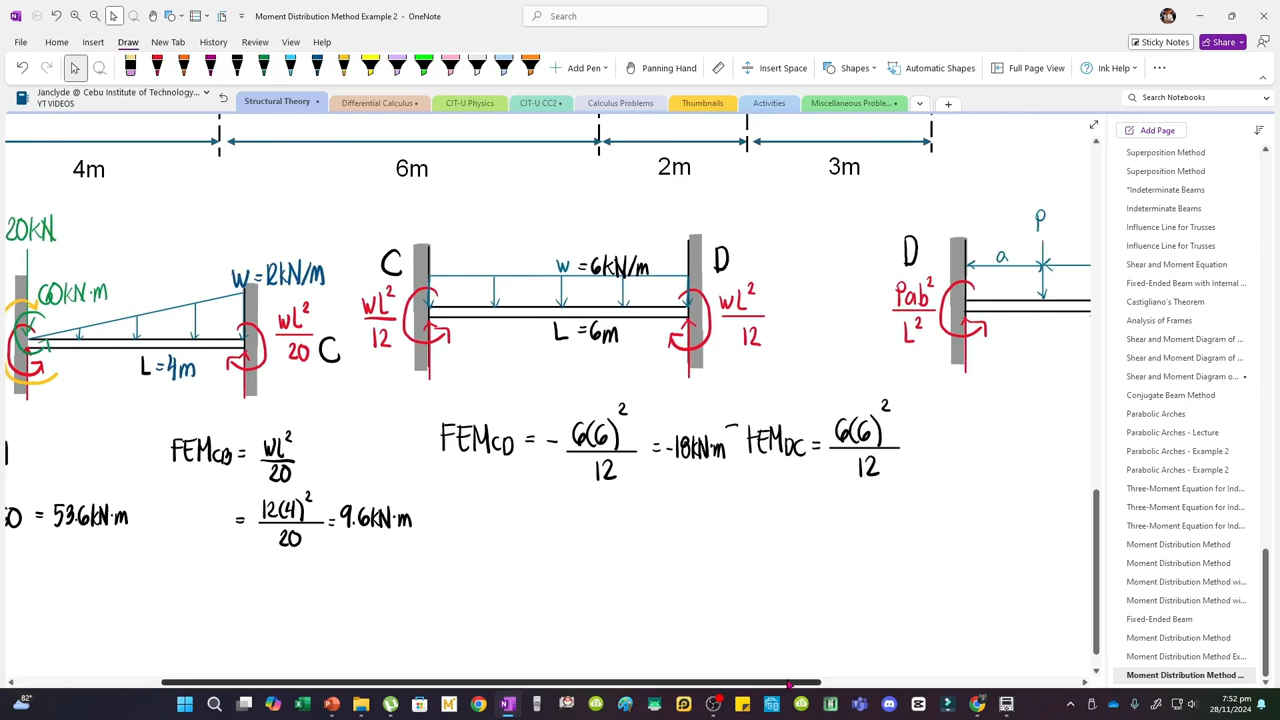 Moment Distribution Method Example 2 - OneNote
Search
File Home Insert Draw New Tab History Review View Help
Sticky Notes
Share
Add Pen
Panning Hand
Insert Space
Shapes
Automatic Shapes
Full Page View
Ink Help
Janclyde @ Cebu Institute of Technology...
YT VIDEOS
Structural Theory
Differential Calculus
CIT-U Physics
CIT-U CC2
Calculus Problems
Thumbnails
Activities
Miscellaneous Proble...
Search Notebooks
Add Page
Superposition Method
Superposition Method
*Indeterminate Beams
Indeterminate Beams
Influence Line for Trusses
Influence Line for Trusses
Shear and Moment Equation
Fixed-Ended Beam with Internal ...
Castigliano's Theorem
Analysis of Frames
Shear and Moment Diagram of ...
Shear and Moment Diagram of ...
Shear and Moment Diagram o...
Conjugate Beam Method
Parabolic Arches
Parabolic Arches - Lecture
Parabolic Arches - Example 2
Parabolic Arches - Example 2
Three-Moment Equation for Ind...
Three-Moment Equation for Ind...
Three-Moment Equation for Ind...
Moment Distribution Method
Moment Distribution Method
Moment Distribution Method wi...
Moment Distribution Method wi...
Fixed-Ended Beam
Moment Distribution Method
Moment Distribution Method Ex...
Moment Distribution Method ...
4m 6m 2m 3m
20kN
60kN·m
W=12kN/m
WL²
20
C
L=4m
C
WL²
12
w =6kN/m
L =6m
D
WL²
12
D
Pab²
L²
a
P
FEMCB = WL²
20
= 12(4)² = 9.6kN·m
20
= 53.6kN·m
FEMCD = - 6(6)² = -18kN·m
12
FEMDC = 6(6)²
12
82°
7:52 pm
28/11/2024